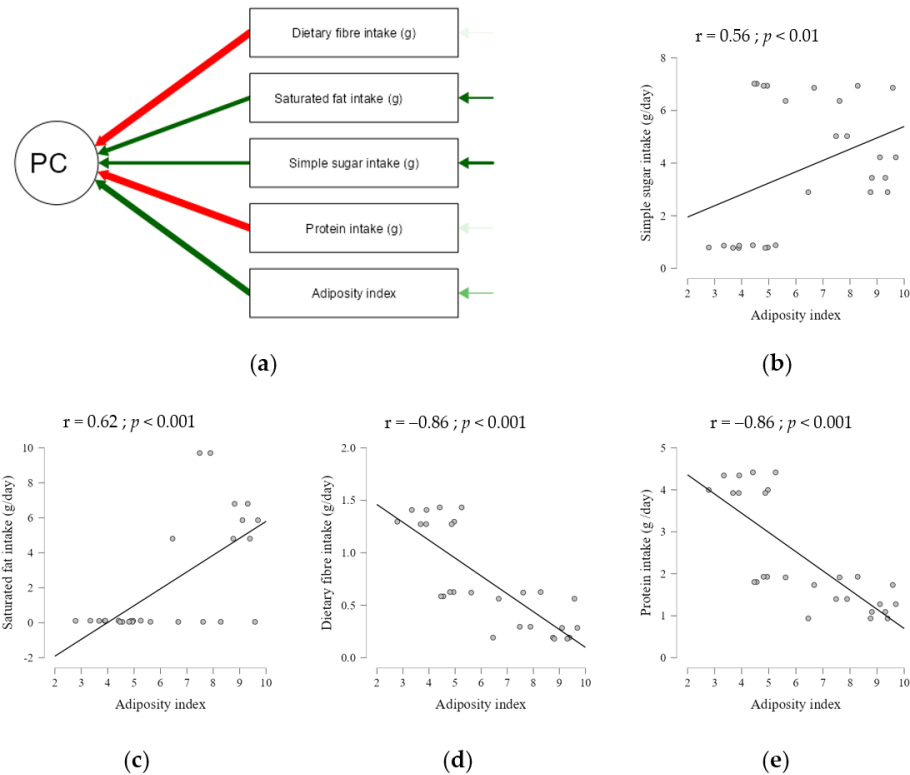 Dietary fibre intake (g)
Saturated fat intake (g)
PC
Simple sugar intake (g)
Protein intake (g)
Adiposity index
(a)
r = 0.56 ; p < 0.01
Simple sugar intake (g/day)
8
6
4
2
0
2 3 4 5 6 7 8 9 10
Adiposity index
(b)
r = 0.62 ; p < 0.001
Saturated fat intake (g/day)
10
8
6
4
2
0
-2
2 3 4 5 6 7 8 9 10
Adiposity index
(c)
r = –0.86 ; p < 0.001
Dietary fibre intake (g/day)
2.0
1.5
1.0
0.5
0.0
2 3 4 5 6 7 8 9 10
Adiposity index
(d)
r = –0.86 ; p < 0.001
Protein intake (g /day)
5
4
3
2
1
0
2 3 4 5 6 7 8 9 10
Adiposity index
(e)